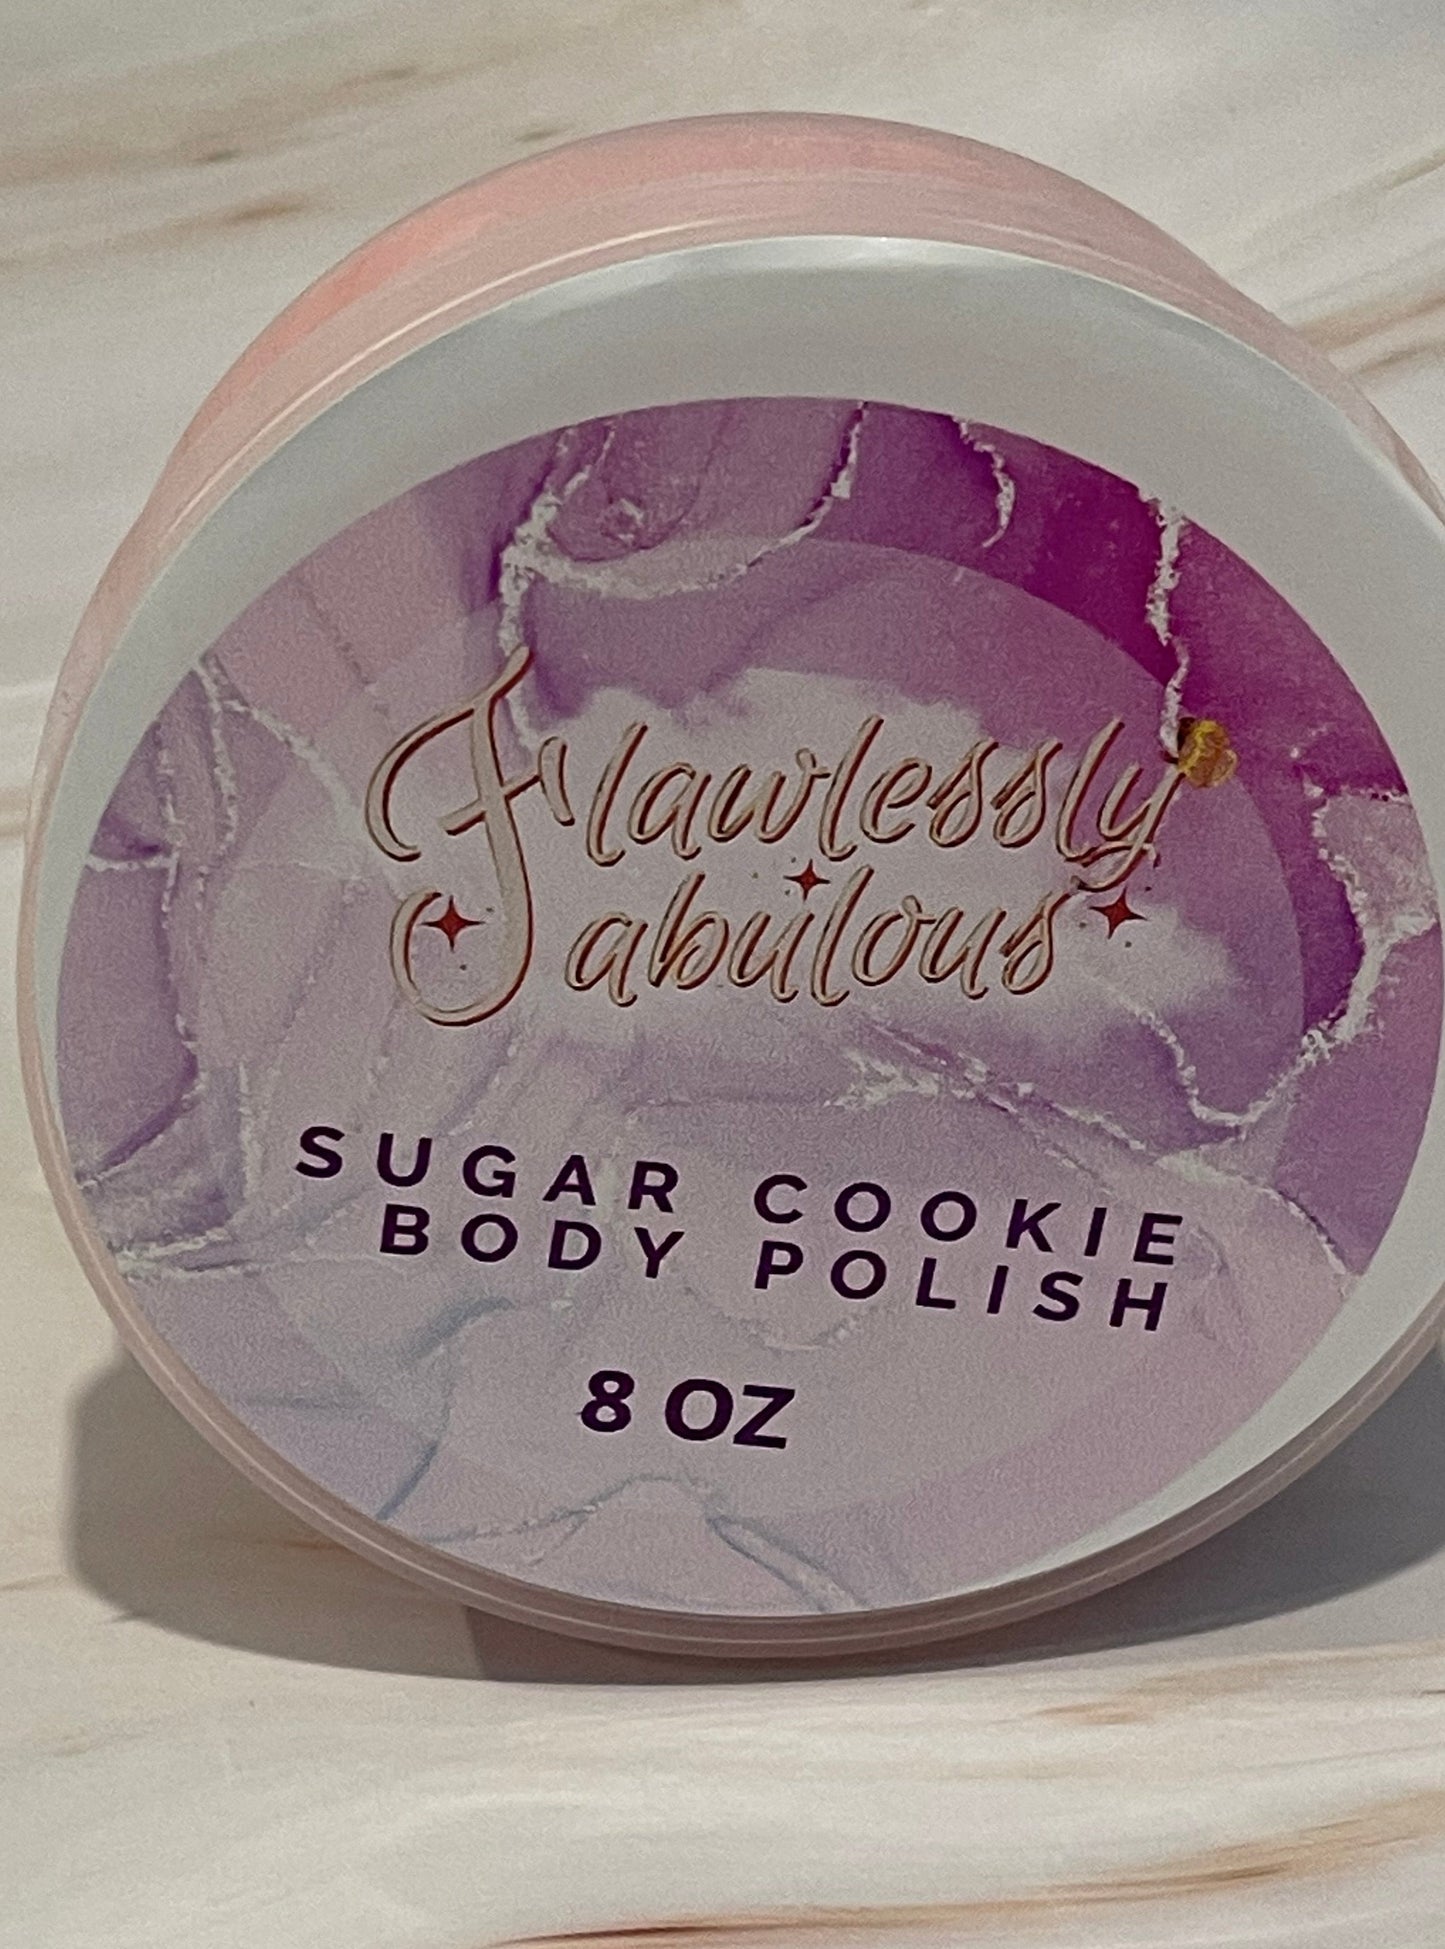 Flawlessly
Fabulous
SUGAR COOKIE
BODY POLISH
8 OZ